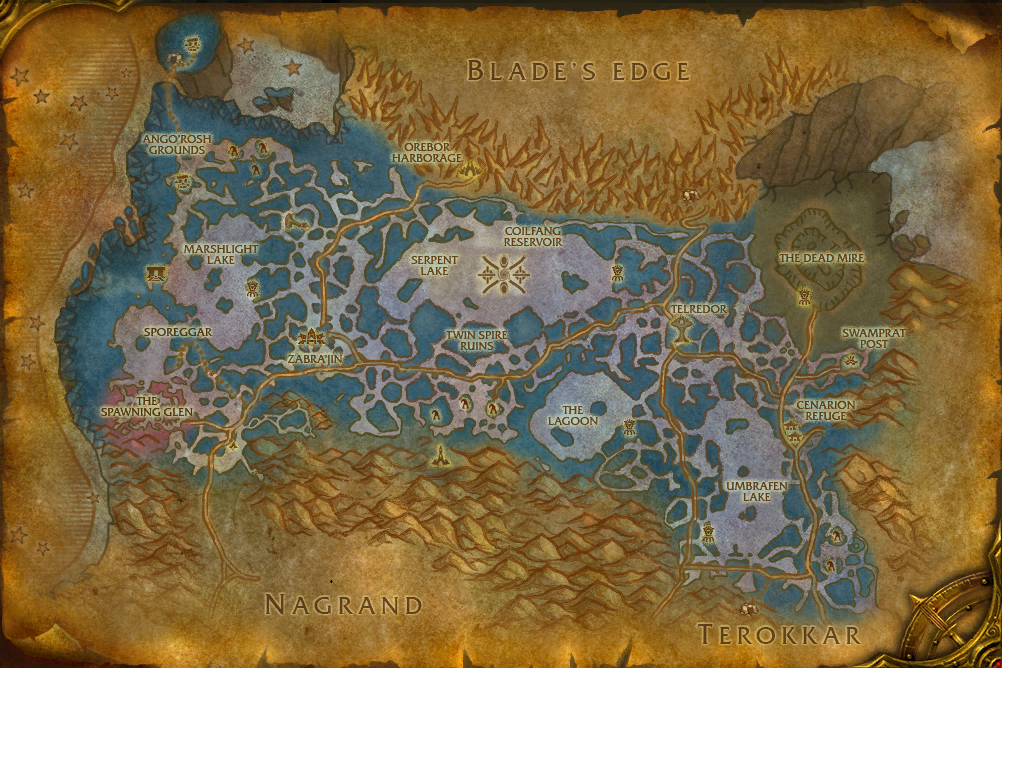 BLADE'S EDGE
ANGO'ROSH
GROUNDS
OREBOR
HARBORAGE
MARSHLIGHT
LAKE
COILFANG
RESERVOIR
SERPENT
LAKE
THE DEAD MIRE
SPOREGGAR
ZABRA'JIN
TWIN SPIRE
RUINS
TELREDOR
SWAMPRAT
POST
THE
SPAWNING GLEN
THE
LAGOON
CENARION
REFUGE
UMBRAFEN
LAKE
NAGRAND
TEROKKAR